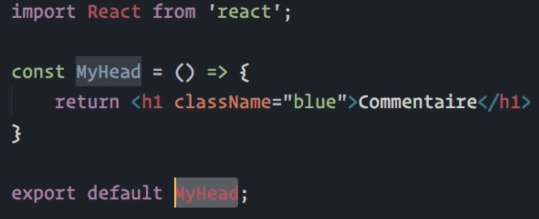 import React from 'react';
const MyHead = () => {
return <h1 className="blue">Commentaire</h1>
}
export default MyHead;